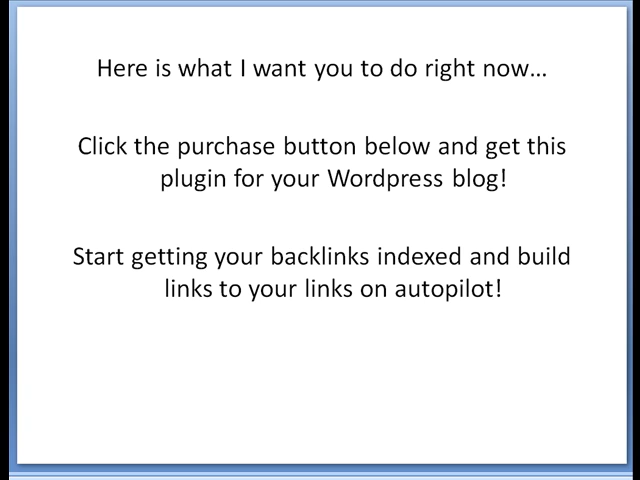 Here is what I want you to do right now...
Click the purchase button below and get this
plugin for your Wordpress blog!
Start getting your backlinks indexed and build
links to your links on autopilot!